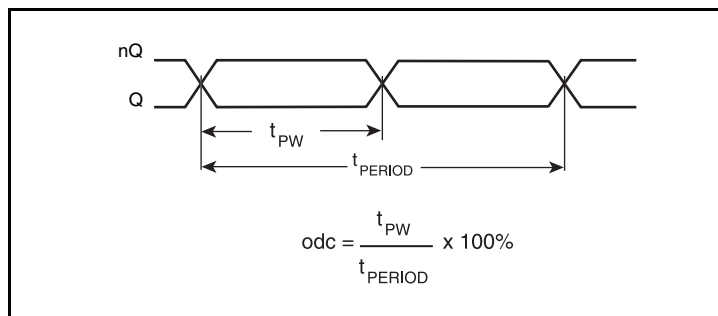 nQ
Q
tPW
tPERIOD
odc = tPW / tPERIOD x 100%